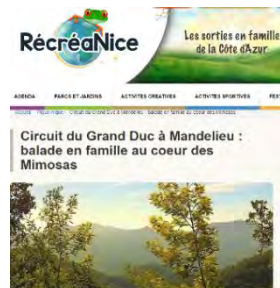 RécréaNice
Les sorties en famille
de la Côte d'Azur
AGENDA PARCS ET JARDINS ACTIVITES CREATIVES ACTIVITES SPORTIVES
Circuit du Grand Duc à Mandelieu :
balade en famille au coeur des
Mimosas